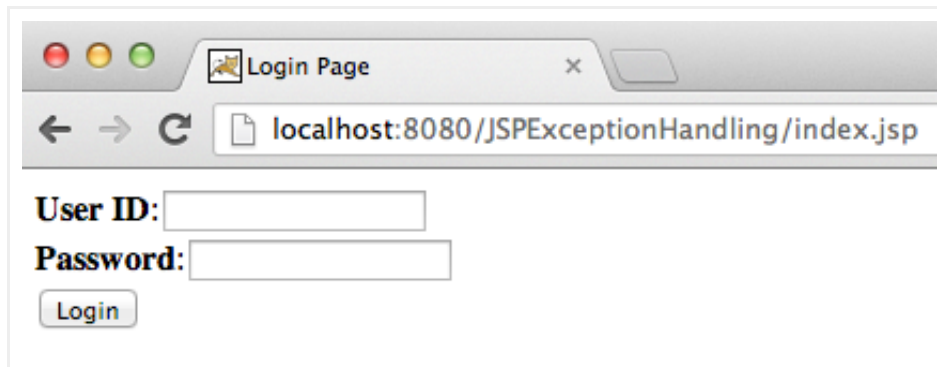 Login Page
localhost:8080/JSPExceptionHandling/index.jsp
User ID:
Password:
Login